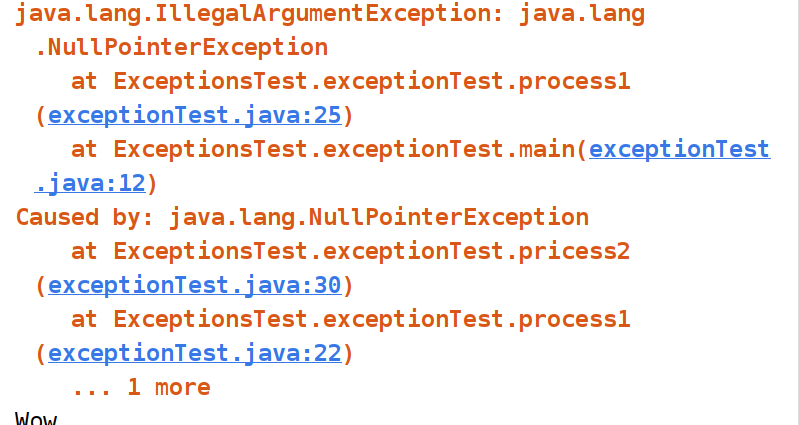 java.lang.IllegalArgumentException: java.lang
.NullPointerException
at ExceptionsTest.exceptionTest.process1
(exceptionTest.java:25)
at ExceptionsTest.exceptionTest.main(exceptionTest
.java:12)
Caused by: java.lang.NullPointerException
at ExceptionsTest.exceptionTest.pricess2
(exceptionTest.java:30)
at ExceptionsTest.exceptionTest.process1
(exceptionTest.java:22)
... 1 more
Wow